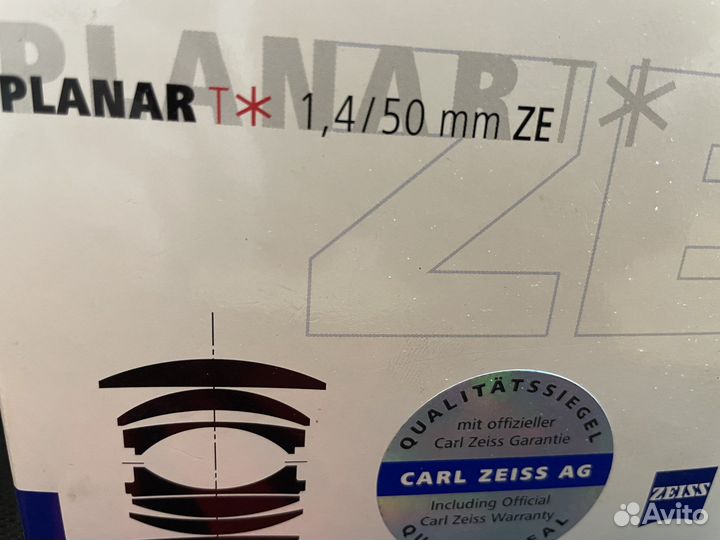 PLANAR T*
PLANAR T* 1,4/50 mm ZE
ZE
QUALITÄTSSIEGEL
mit offizieller
Carl Zeiss Garantie
CARL ZEISS AG
Including Official
Carl Zeiss Warranty
ZEISS
Avito